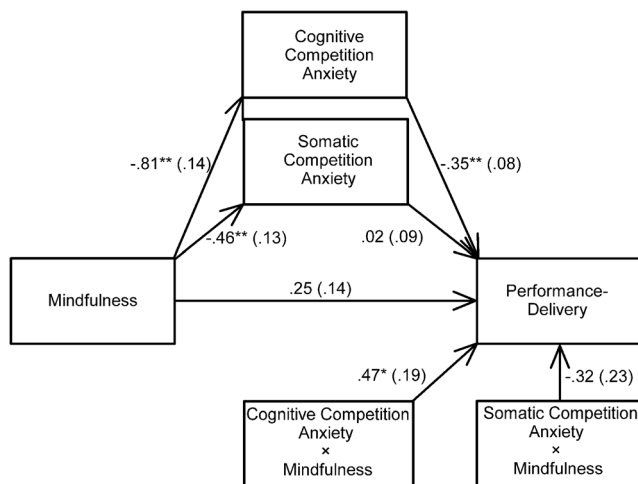 Cognitive
Competition
Anxiety
Somatic
Competition
Anxiety
-.81** (.14)
-.35** (.08)
-.46** (.13)
.02 (.09)
Mindfulness
.25 (.14)
Performance-
Delivery
.47* (.19)
-.32 (.23)
Cognitive Competition
Anxiety
×
Mindfulness
Somatic Competition
Anxiety
×
Mindfulness